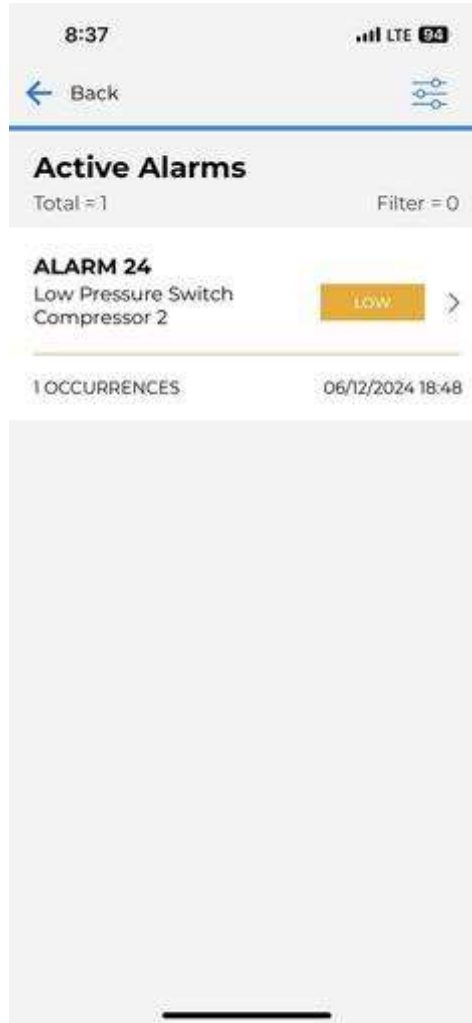 8:37 LTE 94
Back
Active Alarms
Total = 1 Filter = 0
ALARM 24
Low Pressure Switch
Compressor 2
LOW
1 OCCURRENCES 06/12/2024 18:48